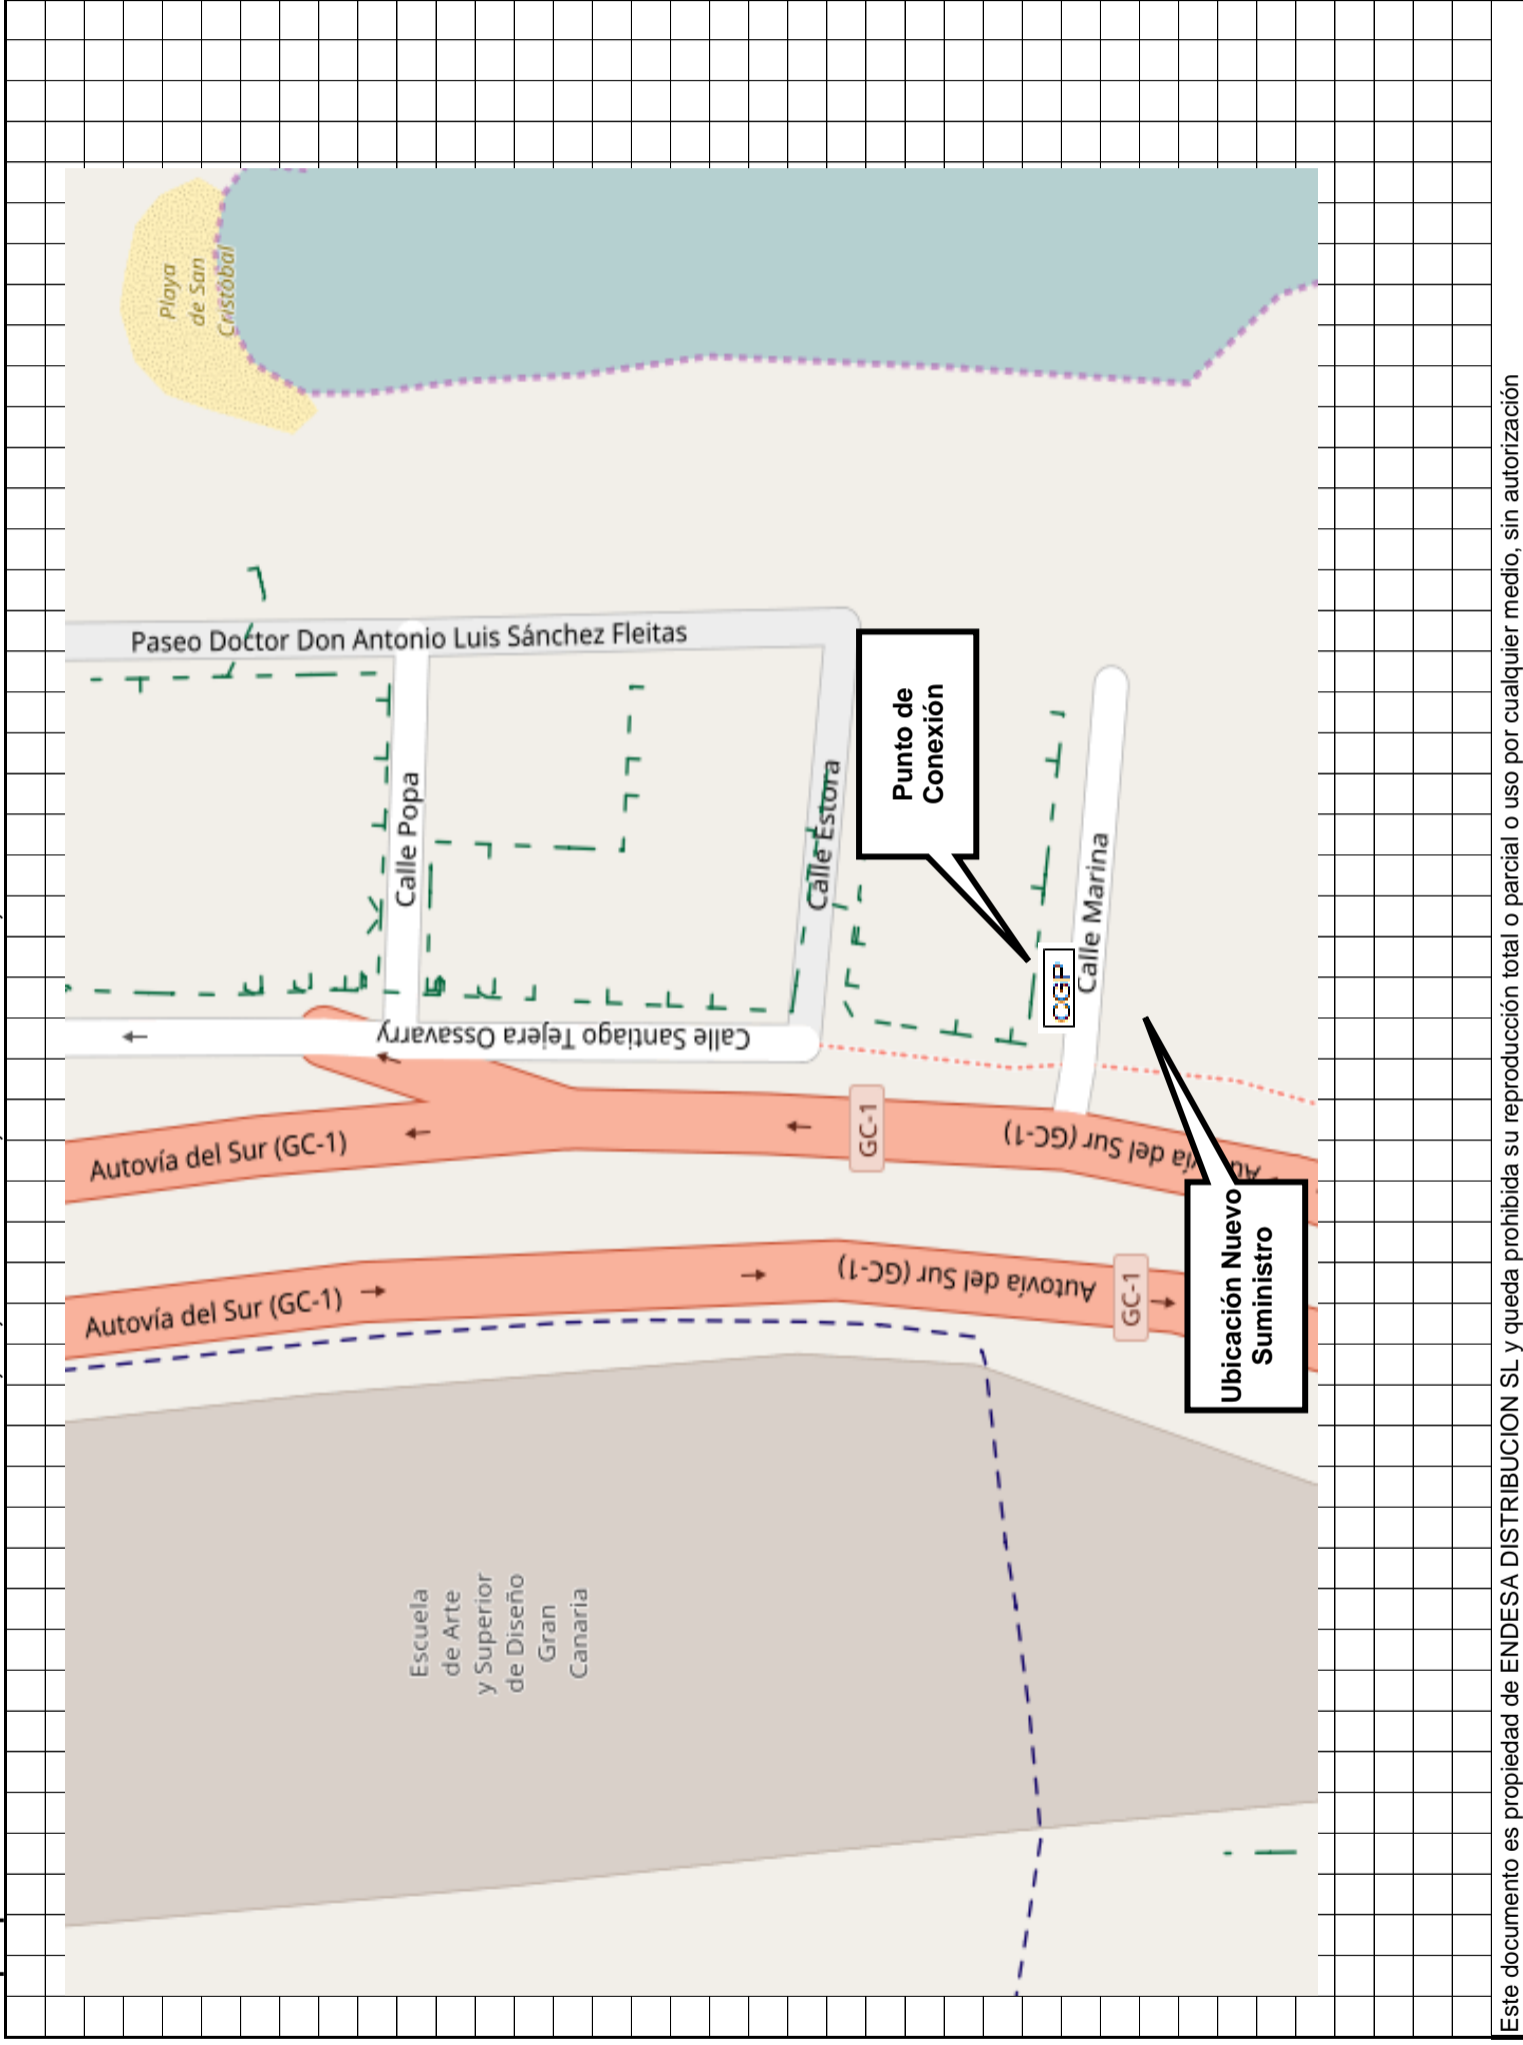 Playa
de San
Cristóbal
Paseo Doctor Don Antonio Luis Sánchez Fleitas
Calle Popa
Calle Estora
Punto de
Conexión
CGP
Calle Marina
Calle Santiago Tejera Ossavarry
Autovía del Sur (GC-1)
GC-1
Autovía del Sur (GC-1)
Autovía del Sur (GC-1)
Autovía del Sur (GC-1)
GC-1
Ubicación Nuevo
Suministro
Escuela
de Arte
y Superior
de Diseño
Gran
Canaria
Este documento es propiedad de ENDESA DISTRIBUCION SL y queda prohibida su reproducción total o parcial o uso por cualquier medio, sin autorización